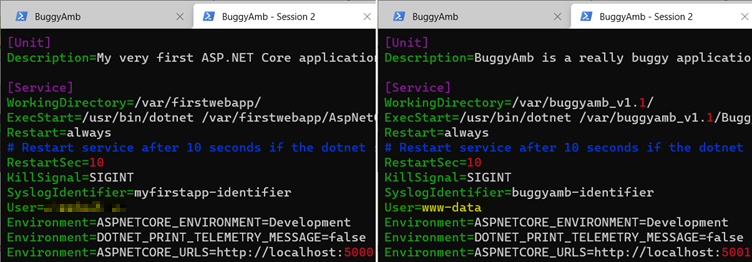 BuggyAmb
BuggyAmb - Session 2
[Unit]
Description=My very first ASP.NET Core application
[Service]
WorkingDirectory=/var/firstwebapp/
ExecStart=/usr/bin/dotnet /var/firstwebapp/AspNet
Restart=always
# Restart service after 10 seconds if the dotnet
RestartSec=10
KillSignal=SIGINT
SyslogIdentifier=myfirstapp-identifier
User=
Environment=ASPNETCORE_ENVIRONMENT=Development
Environment=DOTNET_PRINT_TELEMETRY_MESSAGE=false
Environment=ASPNETCORE_URLS=http://localhost:5000
BuggyAmb
BuggyAmb - Session 2
[Unit]
Description=BuggyAmb is a really buggy applicatio
[Service]
WorkingDirectory=/var/buggyamb_v1.1/
ExecStart=/usr/bin/dotnet /var/buggyamb_v1.1/Bugg
Restart=always
# Restart service after 10 seconds if the dotnet
RestartSec=10
KillSignal=SIGINT
SyslogIdentifier=buggyamb-identifier
User=www-data
Environment=ASPNETCORE_ENVIRONMENT=Development
Environment=DOTNET_PRINT_TELEMETRY_MESSAGE=false
Environment=ASPNETCORE_URLS=http://localhost:5001